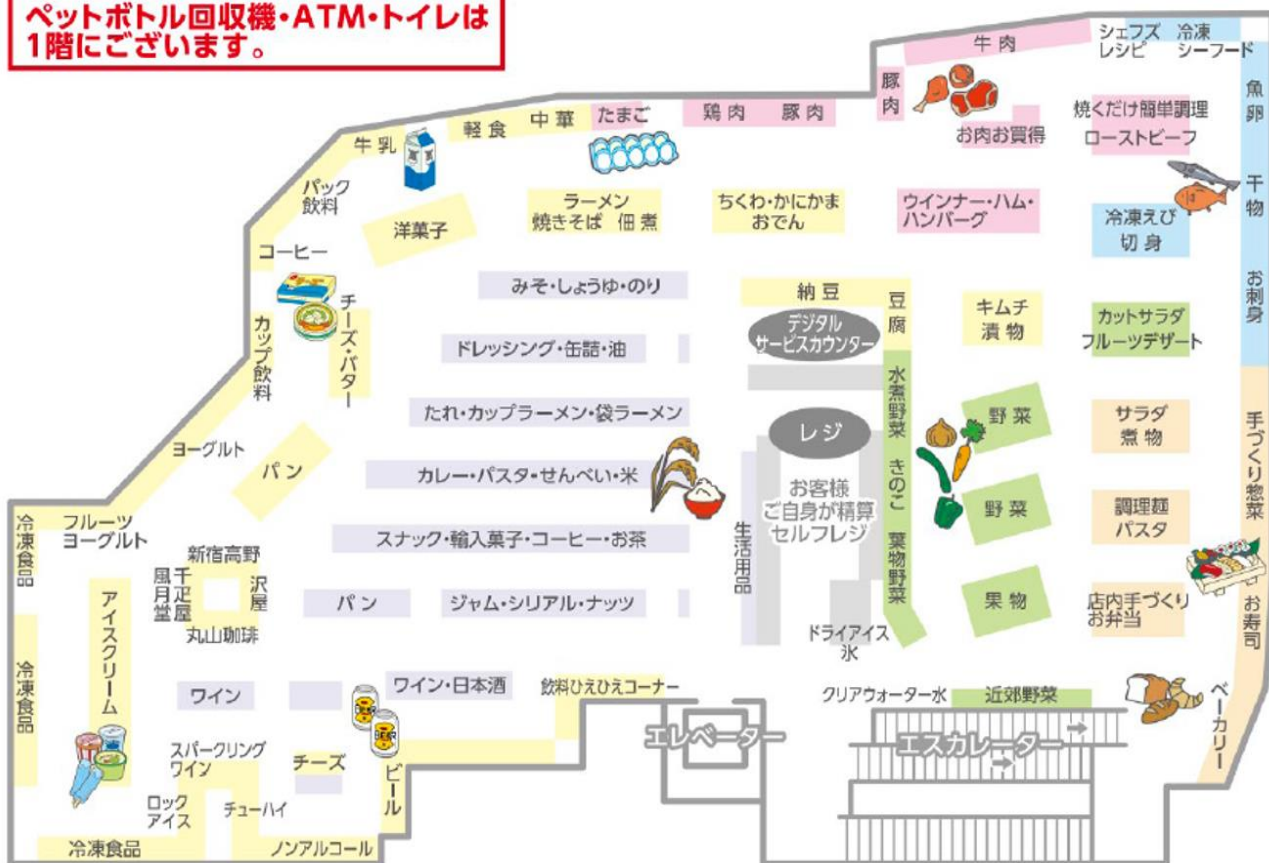 ペットボトル回収機・ATM・トイレは
1階にございます。
牛肉
シェフズ
レシピ
冷凍
シーフード
豚肉
魚卵
干物
お刺身
焼くだけ簡単調理
ローストビーフ
お肉お買得
鶏肉
豚肉
たまご
中華
軽食
牛乳
パック
飲料
コーヒー
洋菓子
ラーメン
焼きそば 佃煮
ちくわ・かにかま
おでん
ウインナー・ハム・
ハンバーグ
冷凍えび
切身
みそ・しょうゆ・のり
納豆
豆腐
キムチ
漬物
カットサラダ
フルーツデザート
デジタル
サービスカウンター
チーズ・バター
カップ飲料
ドレッシング・缶詰・油
水煮野菜
きのこ
葉物野菜
たれ・カップラーメン・袋ラーメン
レジ
野菜
サラダ
煮物
手づくり惣菜
ヨーグルト
パン
カレー・パスタ・せんべい・米
お客様
ご自身が精算
セルフレジ
野菜
調理麺
パスタ
冷凍食品
フルーツ
ヨーグルト
スナック・輸入菓子・コーヒー・お茶
生活用品
新宿高野
千疋屋
風月堂
沢屋
丸山珈琲
アイスクリーム
パン
ジャム・シリアル・ナッツ
果物
店内手づくり
お弁当
お寿司
ドライアイス
氷
冷凍食品
ワイン
ワイン・日本酒
飲料ひえひえコーナー
クリアウォーター水
近郊野菜
ベーカリー
BEER
BEER
エレベーター
エスカレーター
スパークリング
ワイン
チーズ
ビール
ロック
アイス
チューハイ
冷凍食品
ノンアルコール